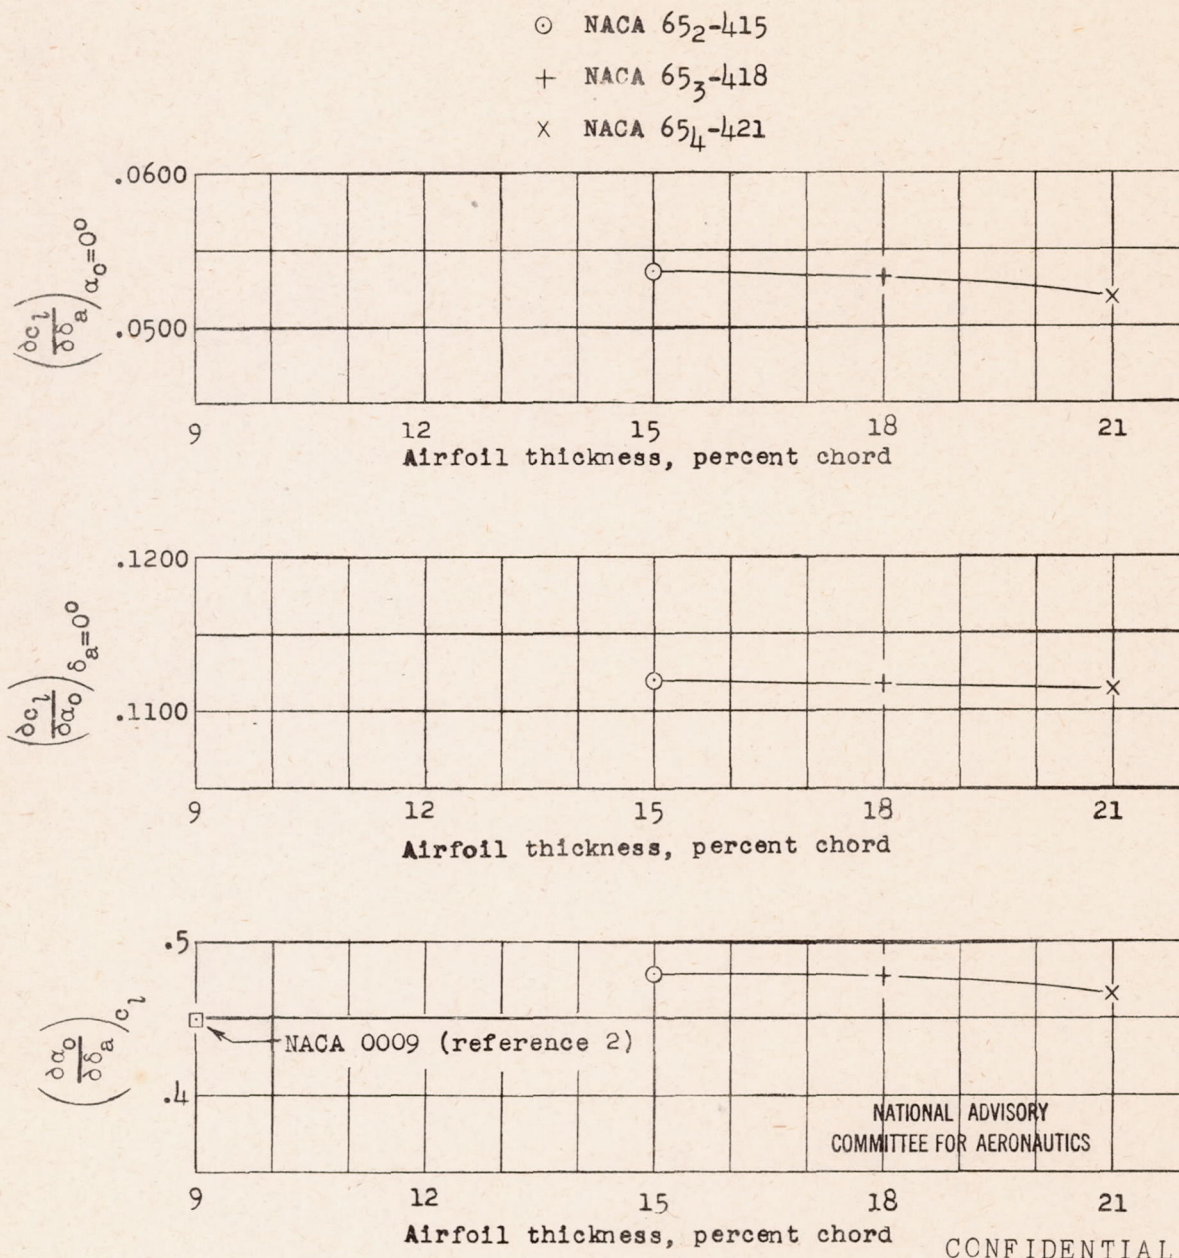 ⊙ NACA 65₂-415
+ NACA 65₃-418
× NACA 65₄-421
.0600
(∂c_l/∂δ_a)α₀=0°
.0500
9 12 15 18 21
Airfoil thickness, percent chord
.1200
(∂c_l/∂α₀)δ_a=0°
.1100
9 12 15 18 21
Airfoil thickness, percent chord
.5
(∂α₀/∂δ_a)c_l
NACA 0009 (reference 2)
.4
NATIONAL ADVISORY
COMMITTEE FOR AERONAUTICS
9 12 15 18 21
Airfoil thickness, percent chord
CONFIDENTIAL